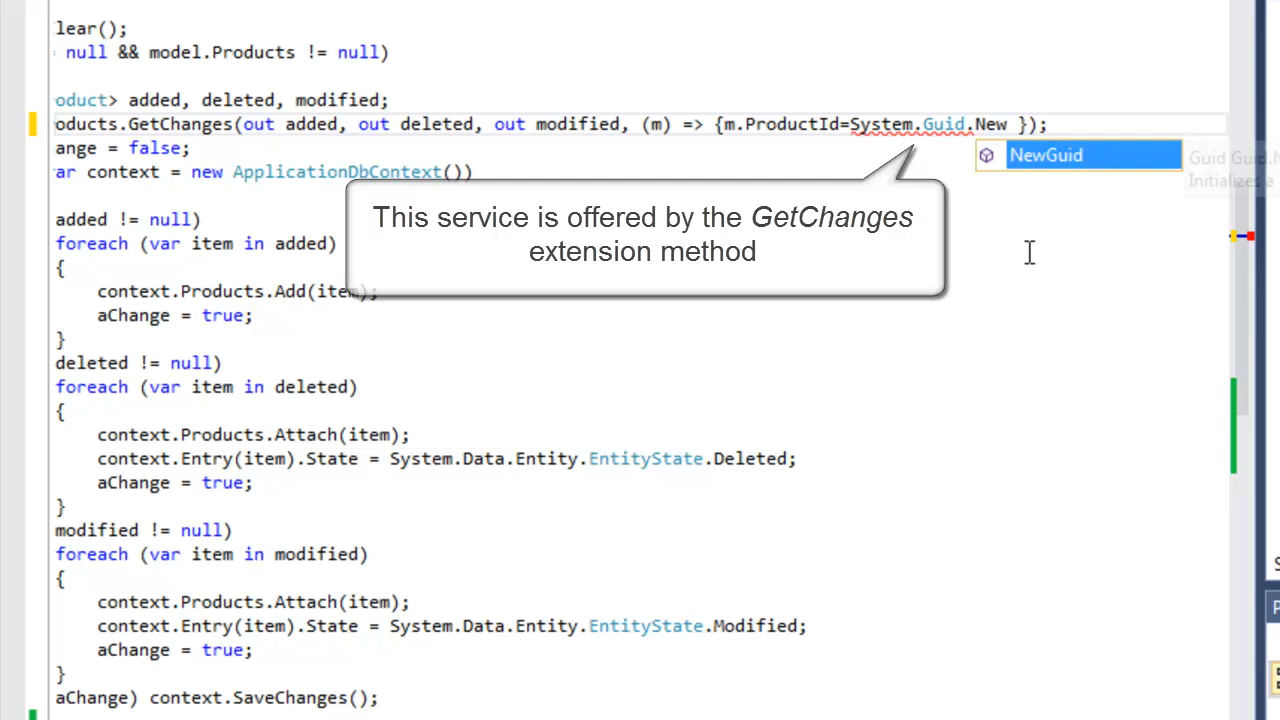 lear();
null && model.Products != null)
oduct> added, deleted, modified;
oducts.GetChanges(out added, out deleted, out modified, (m) => {m.ProductId=System.Guid.New });
NewGuid
Guid Guid.N
Initializes a
ange = false;
ar context = new ApplicationDbContext())
This service is offered by the GetChanges
extension method
added != null)
foreach (var item in added)
{
context.Products.Add(item);
aChange = true;
}
deleted != null)
foreach (var item in deleted)
{
context.Products.Attach(item);
context.Entry(item).State = System.Data.Entity.EntityState.Deleted;
aChange = true;
}
modified != null)
foreach (var item in modified)
{
context.Products.Attach(item);
context.Entry(item).State = System.Data.Entity.EntityState.Modified;
aChange = true;
}
aChange) context.SaveChanges();